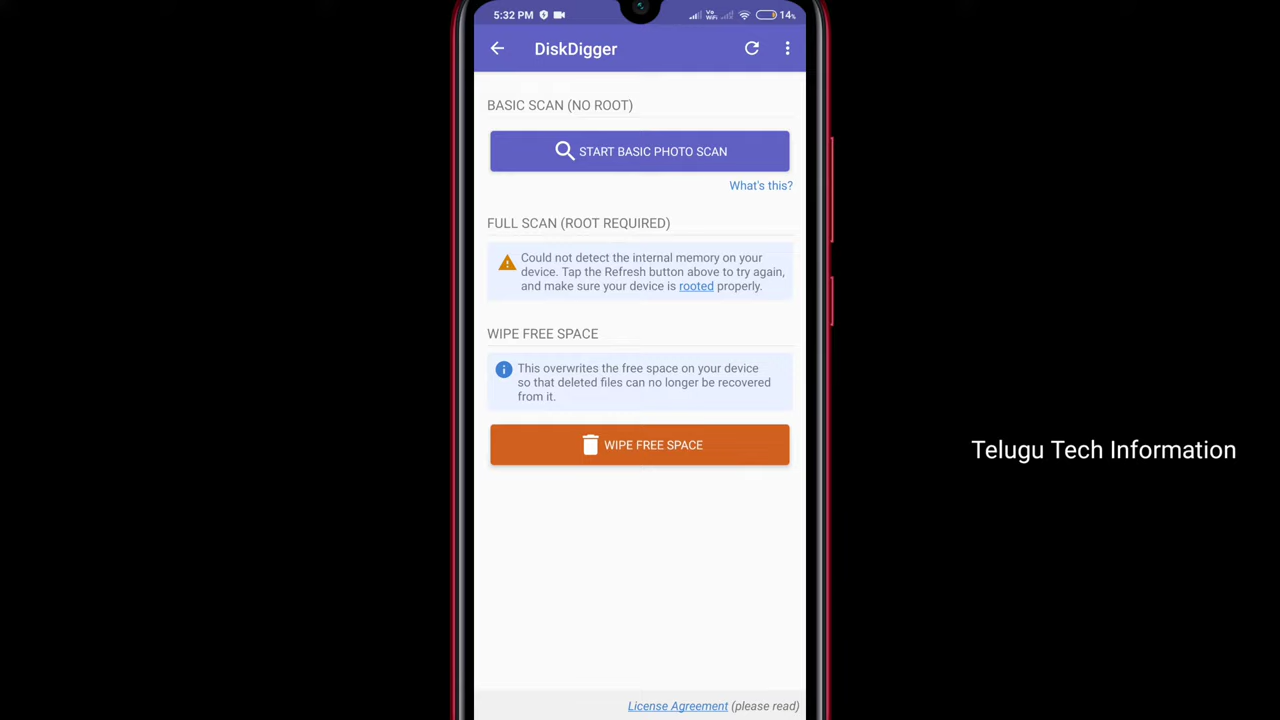 5:32 PM
Vo WiFi
14%
DiskDigger
BASIC SCAN (NO ROOT)
START BASIC PHOTO SCAN
What's this?
FULL SCAN (ROOT REQUIRED)
Could not detect the internal memory on your
device. Tap the Refresh button above to try again,
and make sure your device is rooted properly.
WIPE FREE SPACE
This overwrites the free space on your device
so that deleted files can no longer be recovered
from it.
WIPE FREE SPACE
Telugu Tech Information
License Agreement (please read)